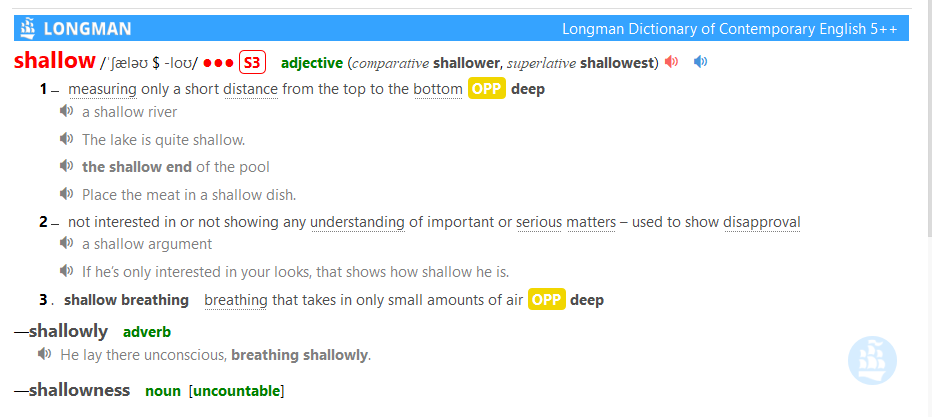 LONGMAN Longman Dictionary of Contemporary English 5++
shallow /ˈʃæləʊ $ -loʊ/ ●●● S3 adjective (comparative shallower, superlative shallowest)
1 – measuring only a short distance from the top to the bottom OPP deep
a shallow river
The lake is quite shallow.
the shallow end of the pool
Place the meat in a shallow dish.
2 – not interested in or not showing any understanding of important or serious matters – used to show disapproval
a shallow argument
If he’s only interested in your looks, that shows how shallow he is.
3 . shallow breathing breathing that takes in only small amounts of air OPP deep
—shallowly adverb
He lay there unconscious, breathing shallowly.
—shallowness noun [uncountable]